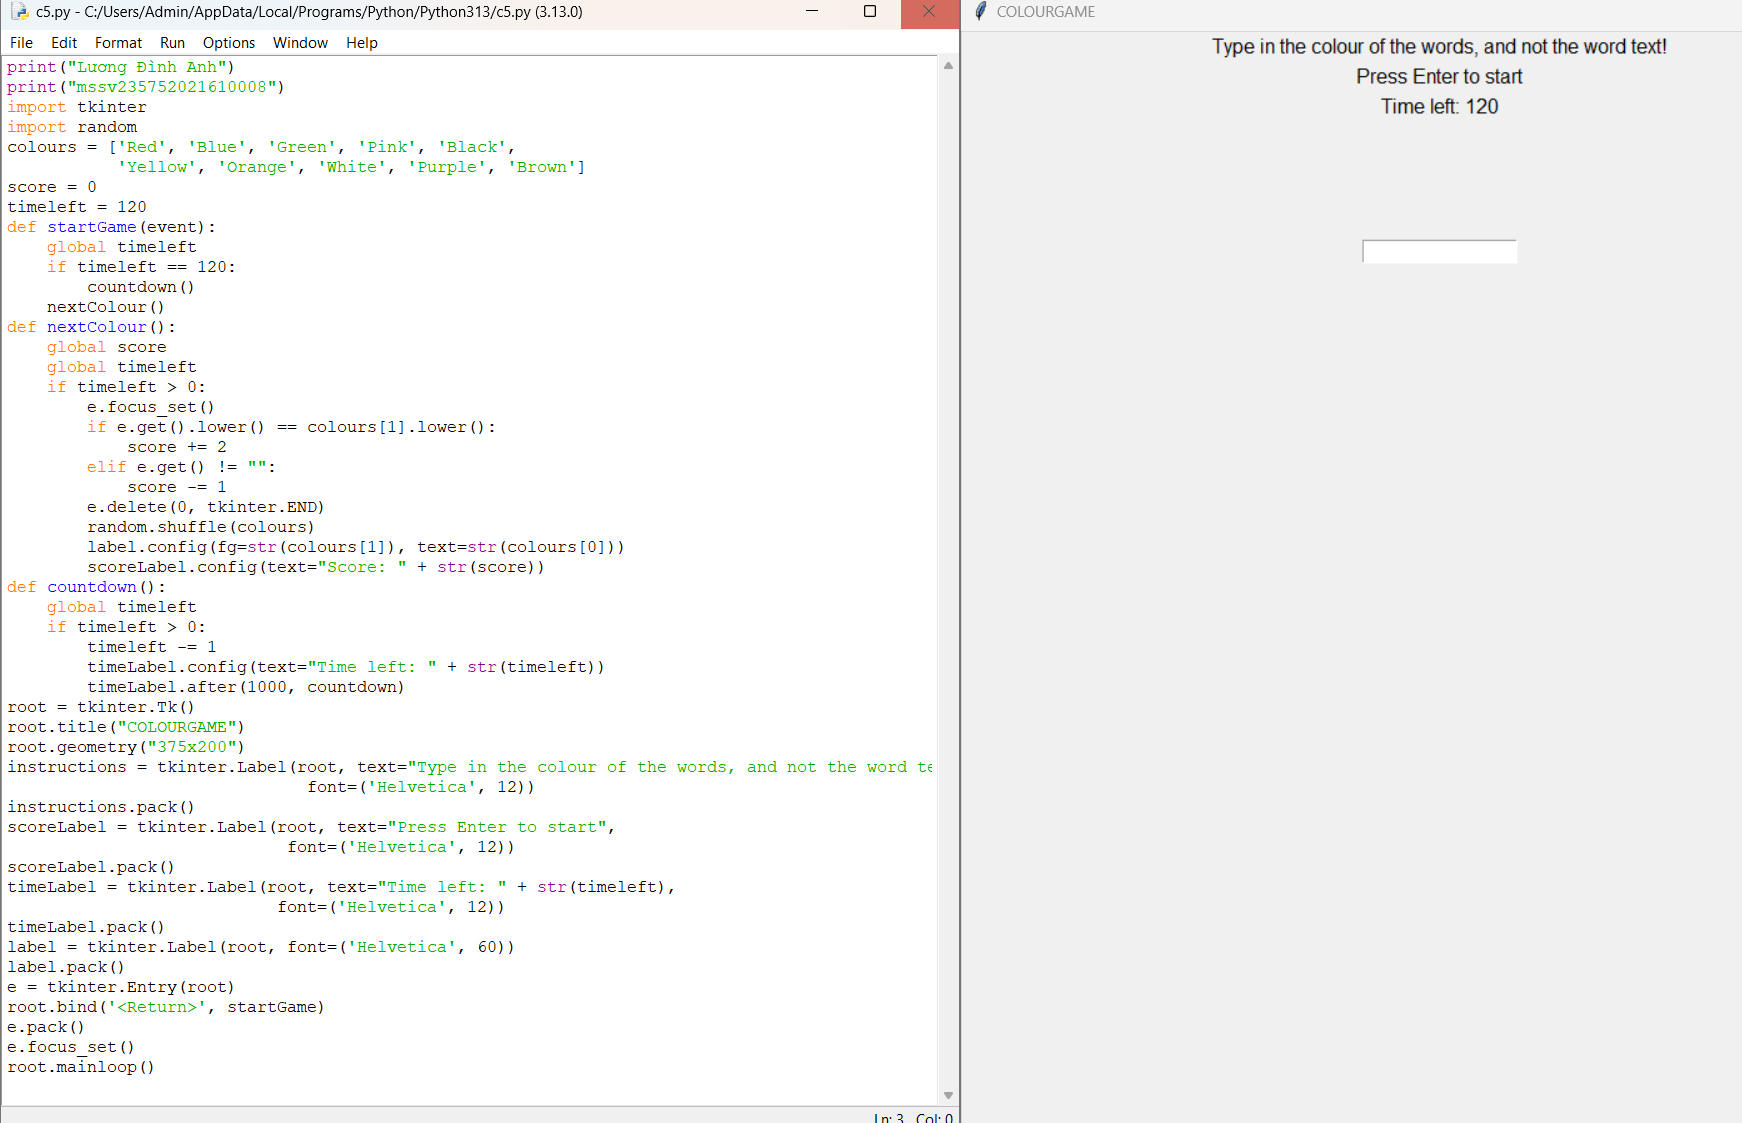 c5.py - C:/Users/Admin/AppData/Local/Programs/Python/Python313/c5.py (3.13.0)
File Edit Format Run Options Window Help
print("Lương Đình Anh")
print("mssv235752021610008")
import tkinter
import random
colours = ['Red', 'Blue', 'Green', 'Pink', 'Black',
           'Yellow', 'Orange', 'White', 'Purple', 'Brown']
score = 0
timeleft = 120
def startGame(event):
    global timeleft
    if timeleft == 120:
        countdown()
    nextColour()
def nextColour():
    global score
    global timeleft
    if timeleft > 0:
        e.focus_set()
        if e.get().lower() == colours[1].lower():
            score += 2
        elif e.get() != "":
            score -= 1
        e.delete(0, tkinter.END)
        random.shuffle(colours)
        label.config(fg=str(colours[1]), text=str(colours[0]))
        scoreLabel.config(text="Score: " + str(score))
def countdown():
    global timeleft
    if timeleft > 0:
        timeleft -= 1
        timeLabel.config(text="Time left: " + str(timeleft))
        timeLabel.after(1000, countdown)
root = tkinter.Tk()
root.title("COLOURGAME")
root.geometry("375x200")
instructions = tkinter.Label(root, text="Type in the colour of the words, and not the word te
                              font=('Helvetica', 12))
instructions.pack()
scoreLabel = tkinter.Label(root, text="Press Enter to start",
                            font=('Helvetica', 12))
scoreLabel.pack()
timeLabel = tkinter.Label(root, text="Time left: " + str(timeleft),
                           font=('Helvetica', 12))
timeLabel.pack()
label = tkinter.Label(root, font=('Helvetica', 60))
label.pack()
e = tkinter.Entry(root)
root.bind('<Return>', startGame)
e.pack()
e.focus_set()
root.mainloop()
Ln: 3 Col: 0
COLOURGAME
Type in the colour of the words, and not the word text!
Press Enter to start
Time left: 120